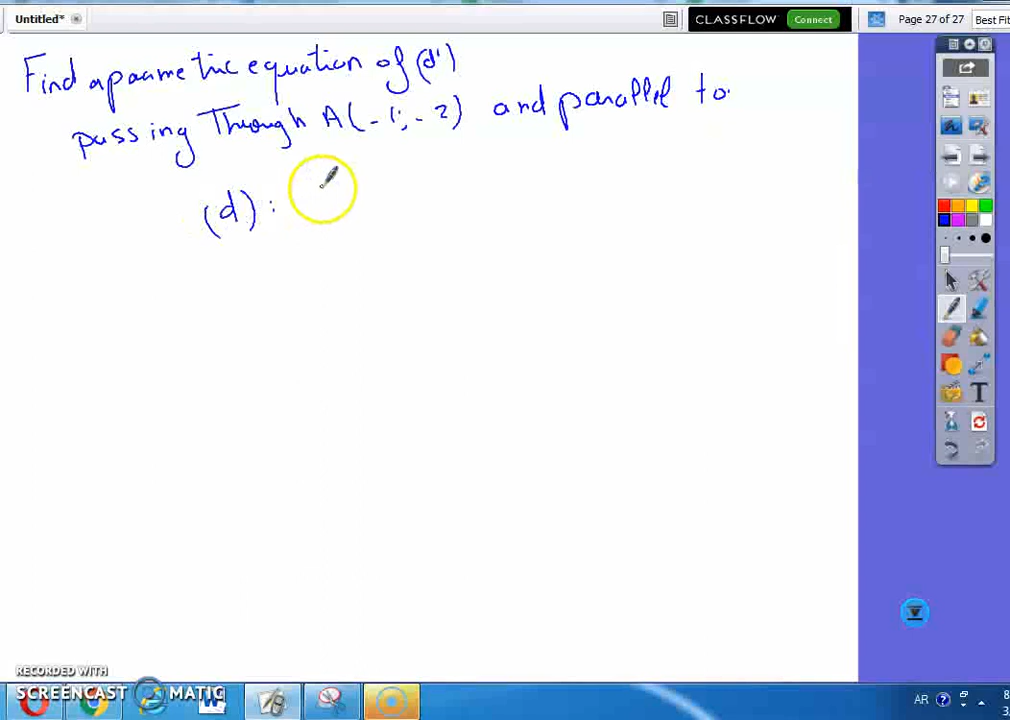 Untitled*
CLASSFLOW Connect
Page 27 of 27
Best Fi
Find a parametric equation of (d')
passing Through A(-1; -2) and parallel to
(d):
RECORDED WITH
SCREENCAST MATIC
AR